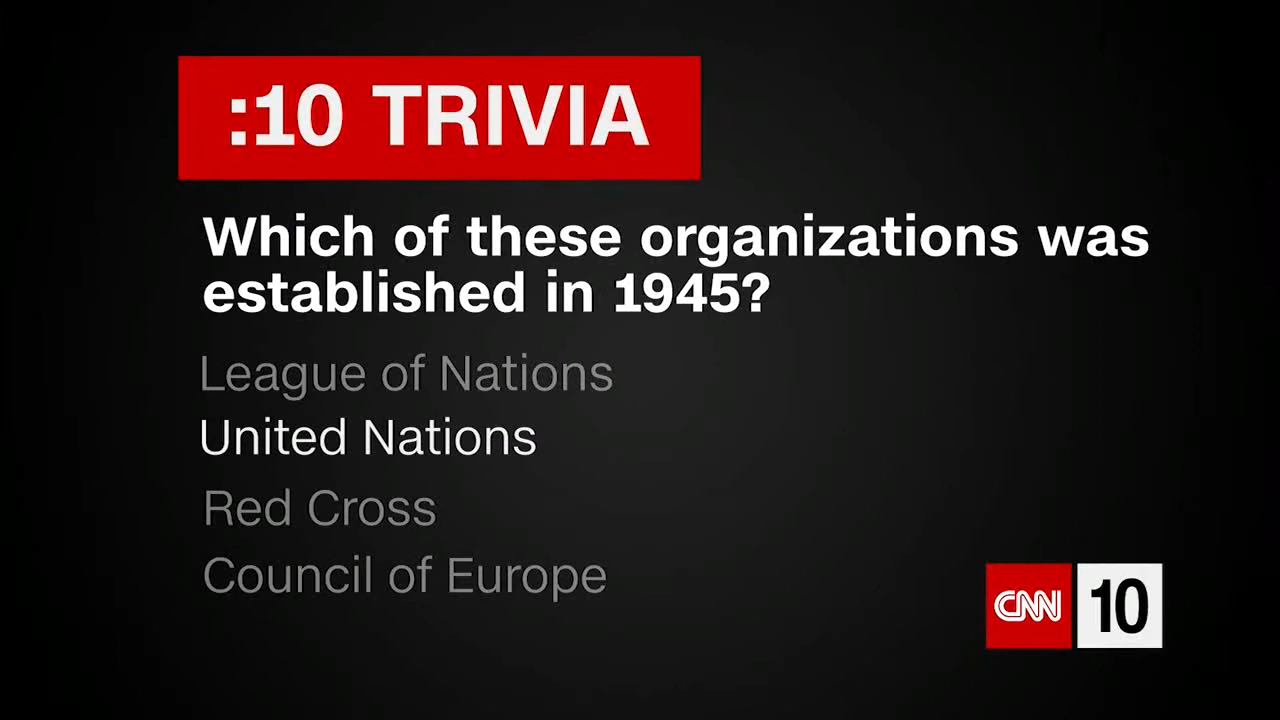 :10 TRIVIA
Which of these organizations was
established in 1945?
League of Nations
United Nations
Red Cross
Council of Europe
CNN 10